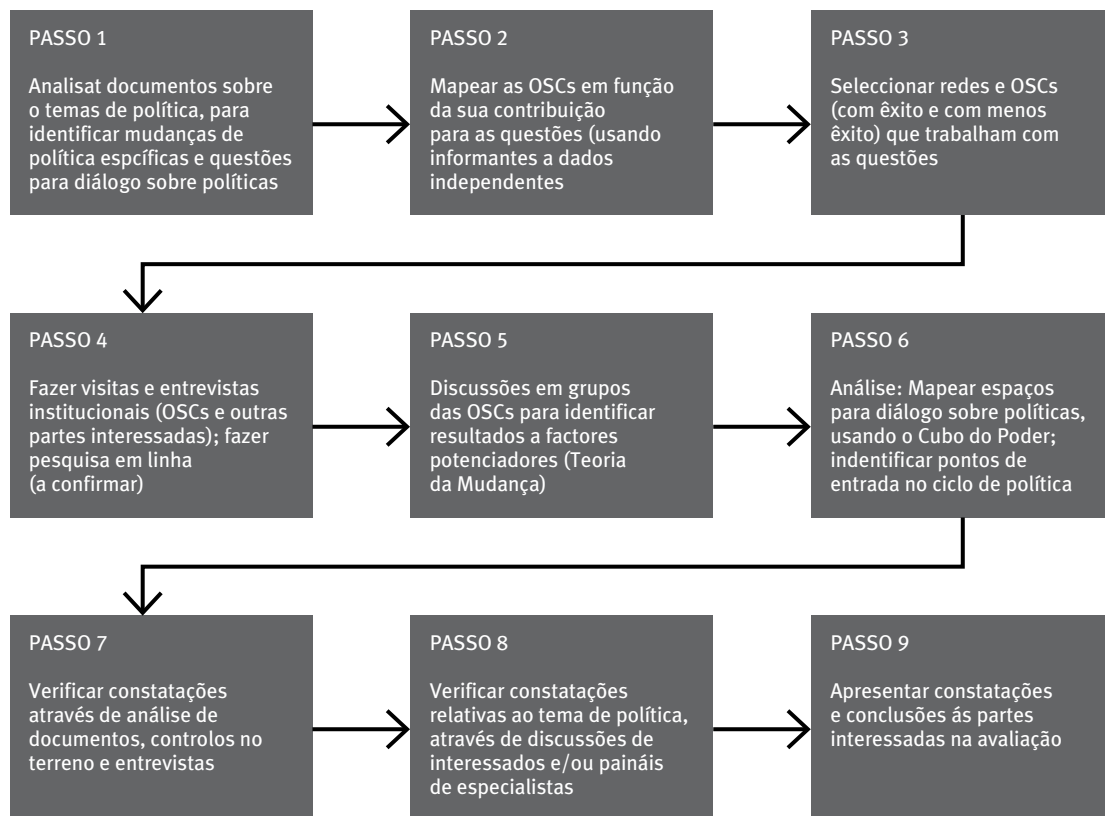 PASSO 1
Analisat documentos sobre
o temas de política, para
identificar mudanças de
política espcíficas e questões
para diálogo sobre políticas
PASSO 2
Mapear as OSCs em função
da sua contribuição
para as questões (usando
informantes a dados
independentes
PASSO 3
Seleccionar redes e OSCs
(com êxito e com menos
êxito) que trabalham com
as questões
PASSO 4
Fazer visitas e entrevistas
institucionais (OSCs e outras
partes interessadas); fazer
pesquisa em linha
(a confirmar)
PASSO 5
Discussões em grupos
das OSCs para identificar
resultados a factores
potenciadores (Teoria
da Mudança)
PASSO 6
Análise: Mapear espaços
para diálogo sobre políticas,
usando o Cubo do Poder;
indentificar pontos de
entrada no ciclo de política
PASSO 7
Verificar constatações
através de análise de
documentos, controlos no
terreno e entrevistas
PASSO 8
Verificar constatações
relativas ao tema de política,
através de discussões de
interessados e/ou paináis
de especialistas
PASSO 9
Apresentar constatações
e conclusões ás partes
interessadas na avaliação